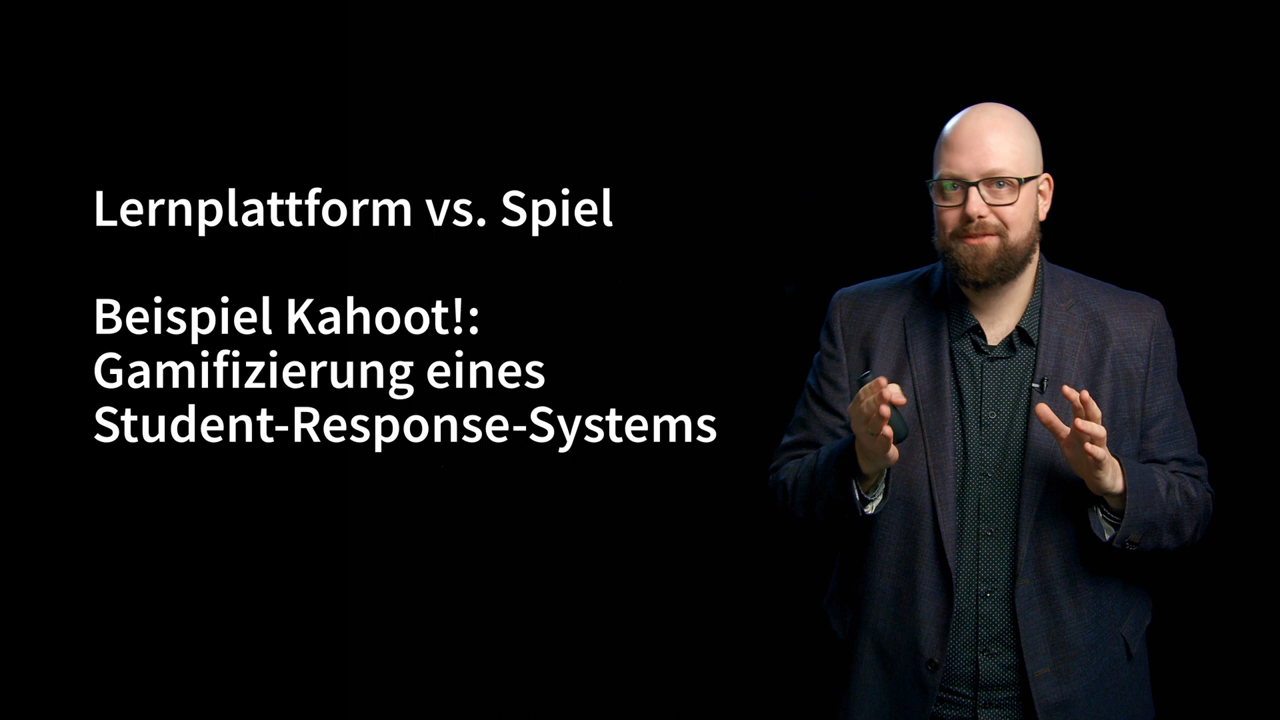 Lernplattform vs. Spiel
Beispiel Kahoot!:
Gamifizierung eines
Student-Response-Systems